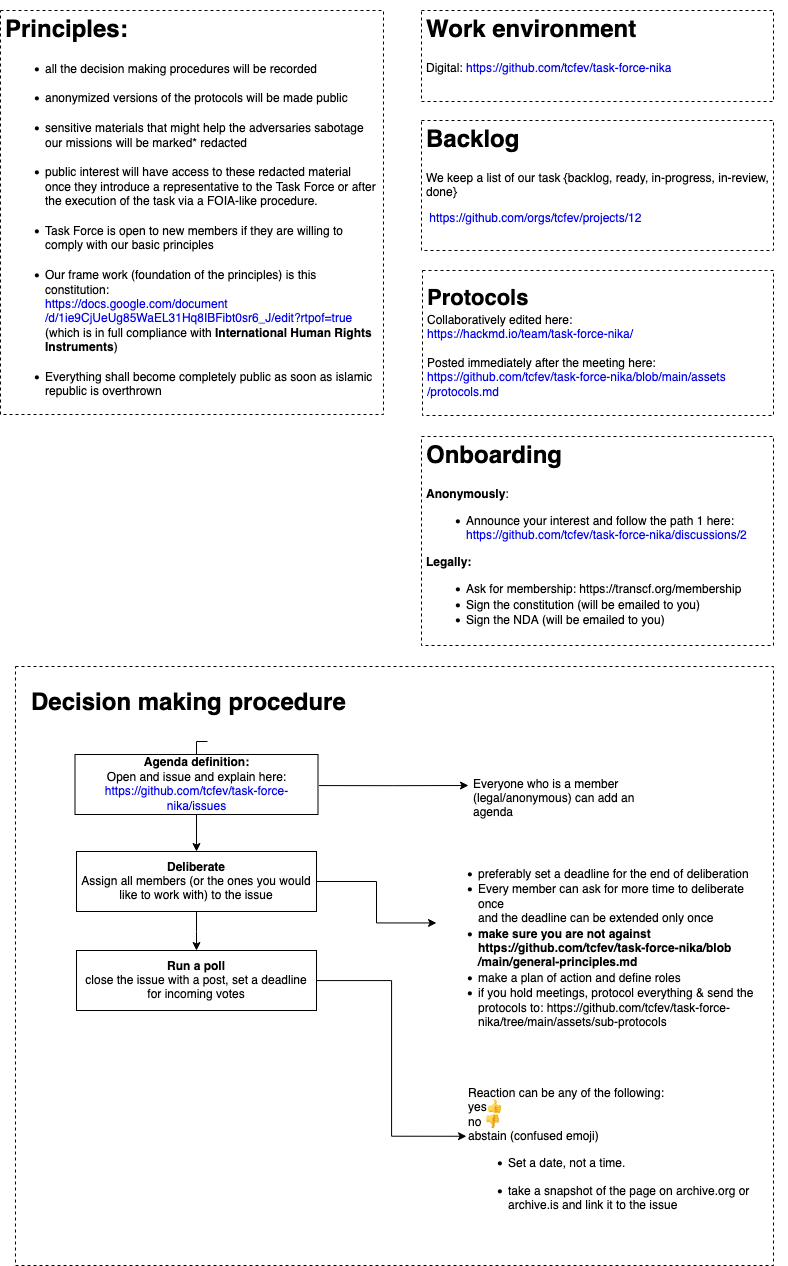 Principles:
• all the decision making procedures will be recorded
• anonymized versions of the protocols will be made public
• sensitive materials that might help the adversaries sabotage
our missions will be marked* redacted
• public interest will have access to these redacted material
once they introduce a representative to the Task Force or after
the execution of the task via a FOIA-like procedure.
• Task Force is open to new members if they are willing to
comply with our basic principles
• Our frame work (foundation of the principles) is this
constitution:
https://docs.google.com/document
/d/1ie9CjUeUg85WaEL31Hq8IBFibt0sr6_J/edit?rtpof=true
(which is in full compliance with International Human Rights
Instruments)
• Everything shall become completely public as soon as islamic
republic is overthrown
Work environment
Digital: https://github.com/tcfev/task-force-nika
Backlog
We keep a list of our task {backlog, ready, in-progress, in-review,
done}
https://github.com/orgs/tcfev/projects/12
Protocols
Collaboratively edited here:
https://hackmd.io/team/task-force-nika/
Posted immediately after the meeting here:
https://github.com/tcfev/task-force-nika/blob/main/assets
/protocols.md
Onboarding
Anonymously:
• Announce your interest and follow the path 1 here:
https://github.com/tcfev/task-force-nika/discussions/2
Legally:
• Ask for membership: https://transcf.org/membership
• Sign the constitution (will be emailed to you)
• Sign the NDA (will be emailed to you)
Decision making procedure
Agenda definition:
Open and issue and explain here:
https://github.com/tcfev/task-force-
nika/issues
Everyone who is a member
(legal/anonymous) can add an
agenda
Deliberate
Assign all members (or the ones you would
like to work with) to the issue
• preferably set a deadline for the end of deliberation
• Every member can ask for more time to deliberate
once
and the deadline can be extended only once
• make sure you are not against
https://github.com/tcfev/task-force-nika/blob
/main/general-principles.md
• make a plan of action and define roles
• if you hold meetings, protocol everything & send the
protocols to: https://github.com/tcfev/task-force-
nika/tree/main/assets/sub-protocols
Run a poll
close the issue with a post, set a deadline
for incoming votes
Reaction can be any of the following:
yes👍
no 👎
abstain (confused emoji)
• Set a date, not a time.
• take a snapshot of the page on archive.org or
archive.is and link it to the issue